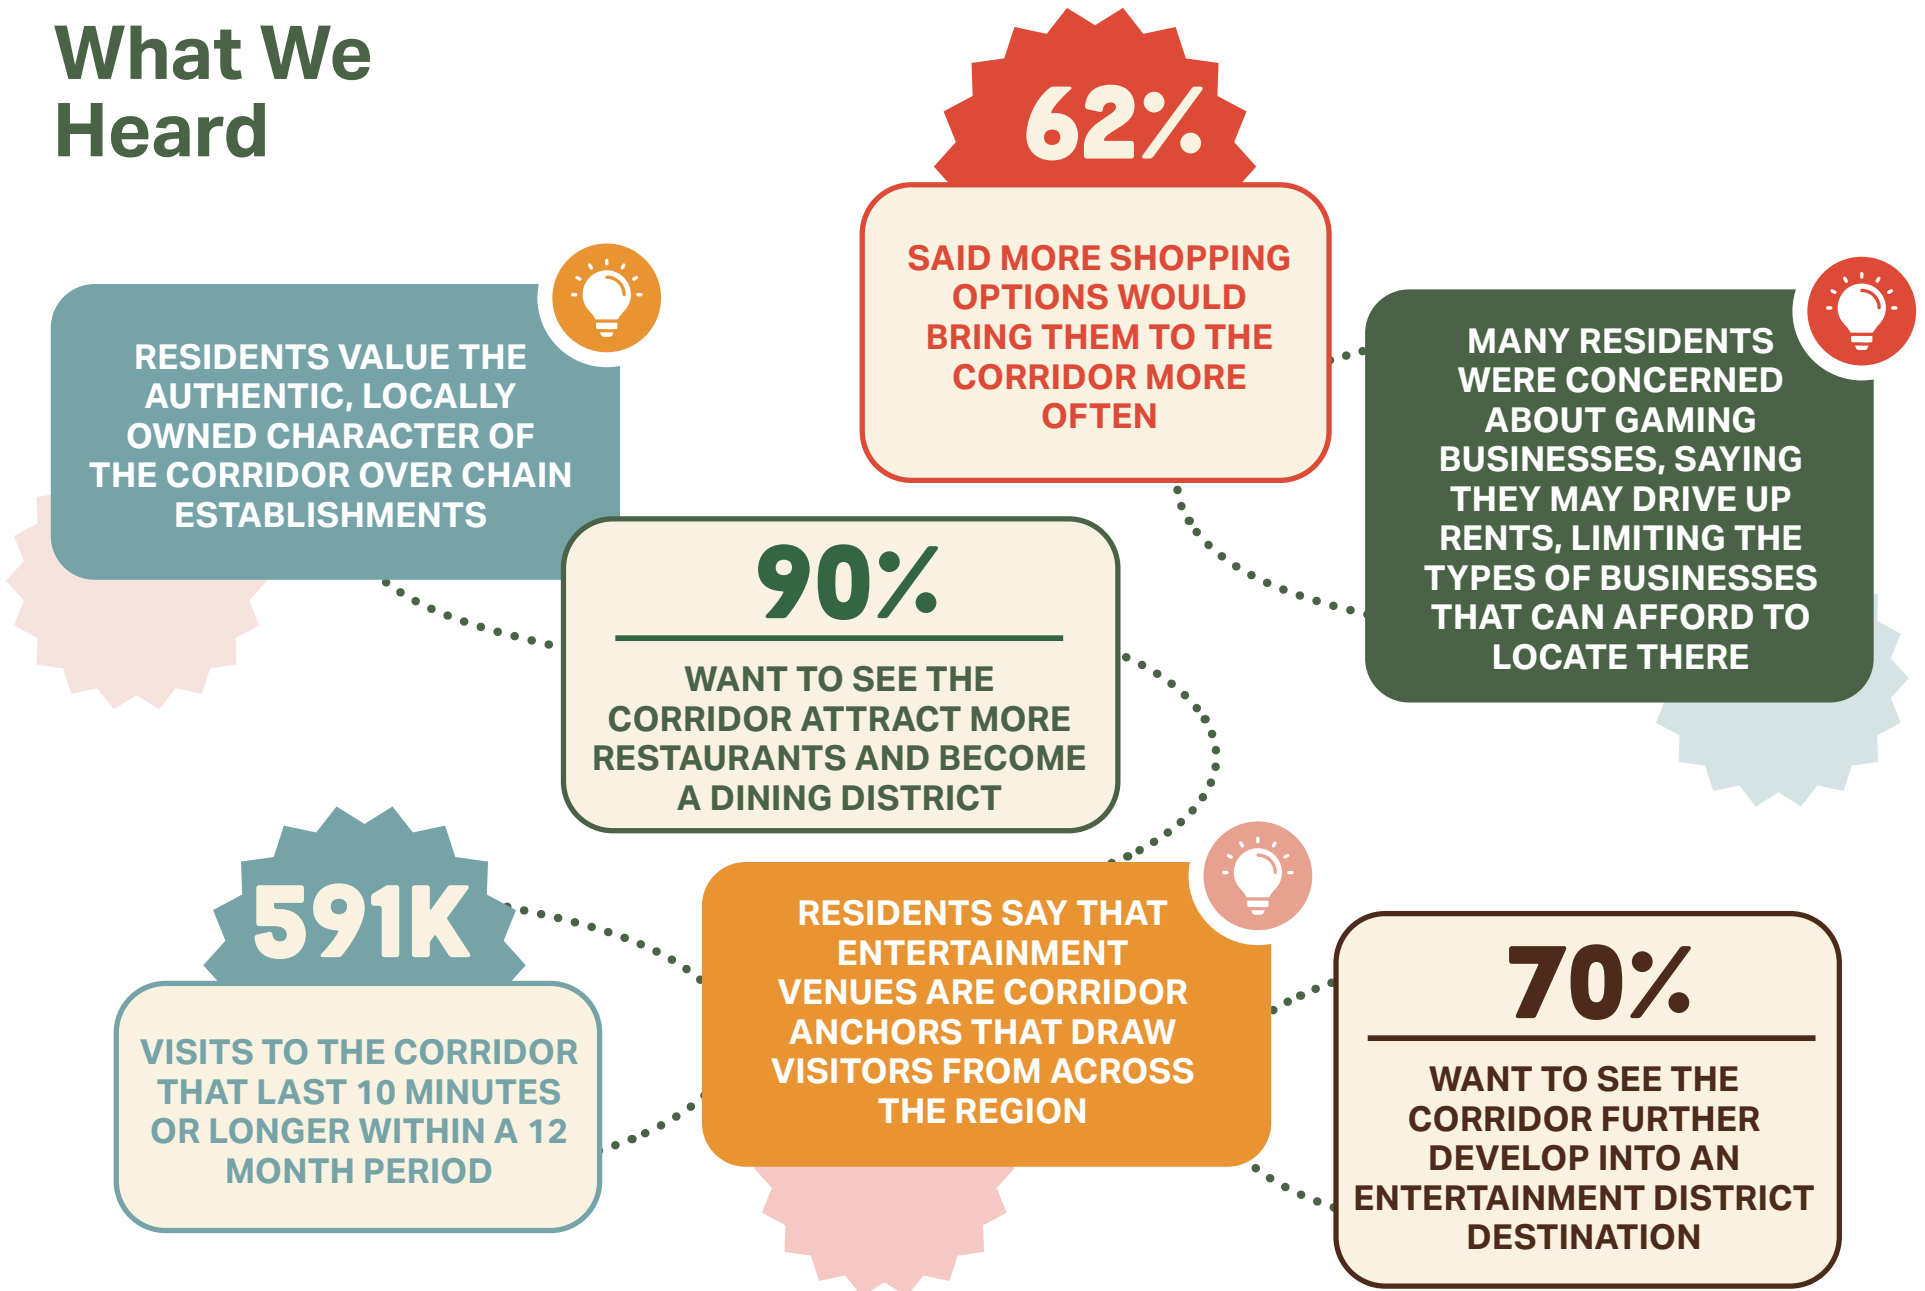 What We
Heard
62%
SAID MORE SHOPPING
OPTIONS WOULD
BRING THEM TO THE
CORRIDOR MORE
OFTEN
RESIDENTS VALUE THE
AUTHENTIC, LOCALLY
OWNED CHARACTER OF
THE CORRIDOR OVER CHAIN
ESTABLISHMENTS
MANY RESIDENTS
WERE CONCERNED
ABOUT GAMING
BUSINESSES, SAYING
THEY MAY DRIVE UP
RENTS, LIMITING THE
TYPES OF BUSINESSES
THAT CAN AFFORD TO
LOCATE THERE
90%
WANT TO SEE THE
CORRIDOR ATTRACT MORE
RESTAURANTS AND BECOME
A DINING DISTRICT
591K
VISITS TO THE CORRIDOR
THAT LAST 10 MINUTES
OR LONGER WITHIN A 12
MONTH PERIOD
RESIDENTS SAY THAT
ENTERTAINMENT
VENUES ARE CORRIDOR
ANCHORS THAT DRAW
VISITORS FROM ACROSS
THE REGION
70%
WANT TO SEE THE
CORRIDOR FURTHER
DEVELOP INTO AN
ENTERTAINMENT DISTRICT
DESTINATION